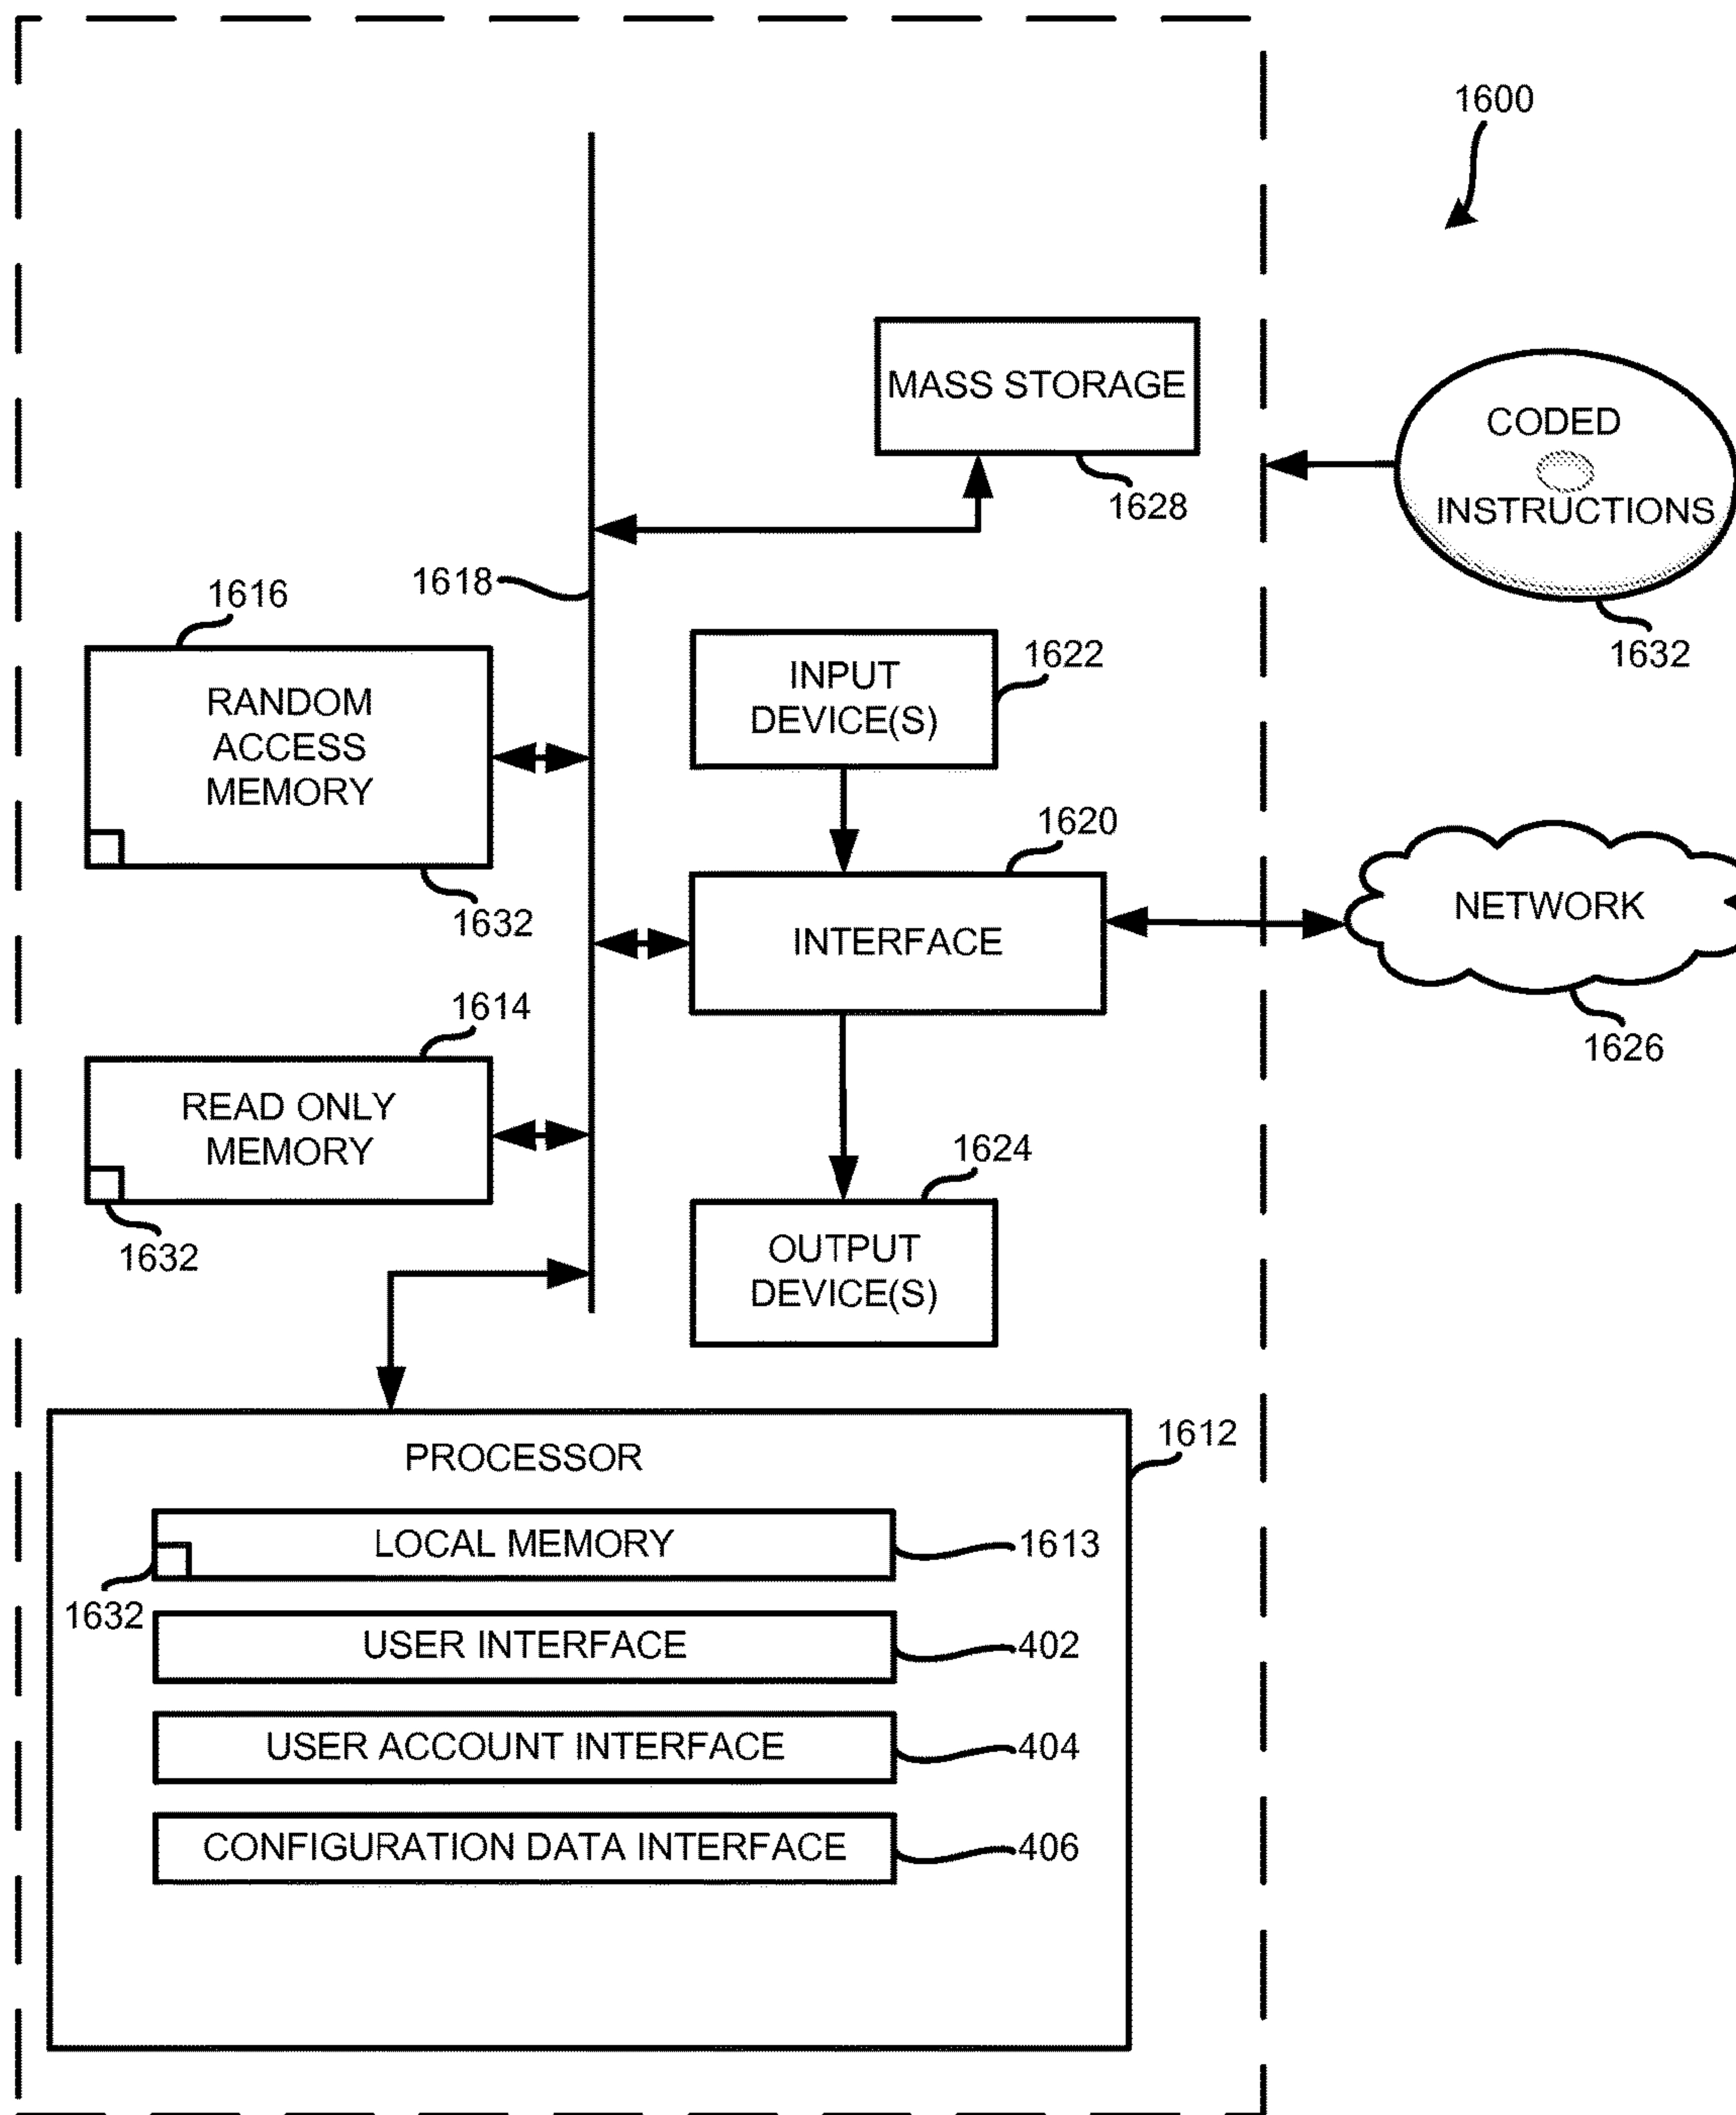 1600
MASS STORAGE
1628
CODED
INSTRUCTIONS
1632
1618
1616
RANDOM
ACCESS
MEMORY
1632
INPUT
DEVICE(S)
1622
1620
INTERFACE
NETWORK
1626
1614
READ ONLY
MEMORY
1632
1624
OUTPUT
DEVICE(S)
PROCESSOR
1612
LOCAL MEMORY
1613
1632
USER INTERFACE
402
USER ACCOUNT INTERFACE
404
CONFIGURATION DATA INTERFACE
406